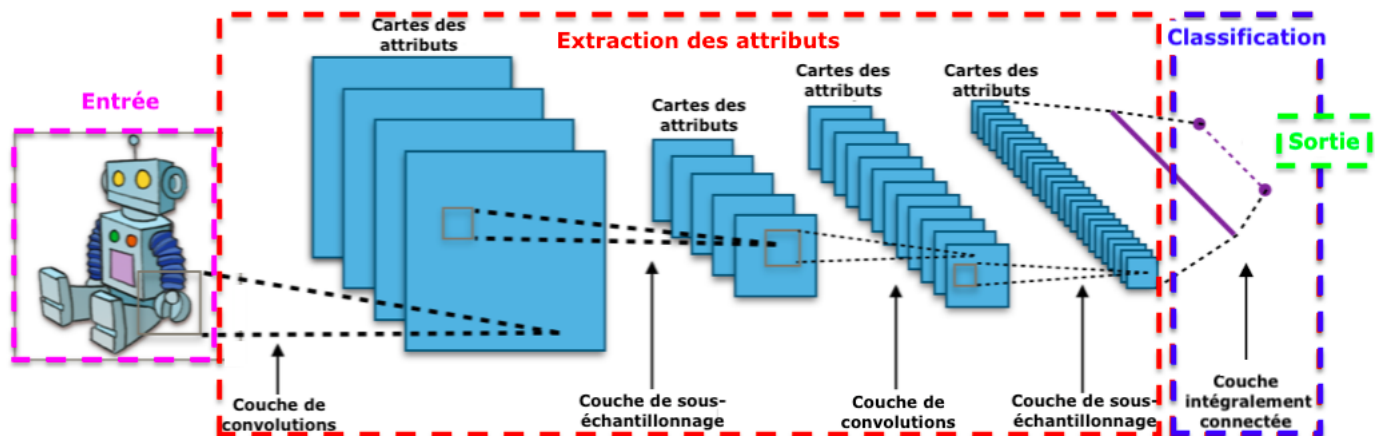 Entrée
Extraction des attributs
Cartes des
attributs
Cartes des
attributs
Cartes des
attributs
Cartes des
attributs
Classification
Sortie
Couche de
convolutions
Couche de sous-
échantillonnage
Couche de
convolutions
Couche de sous-
échantillonnage
Couche
intégralement
connectée